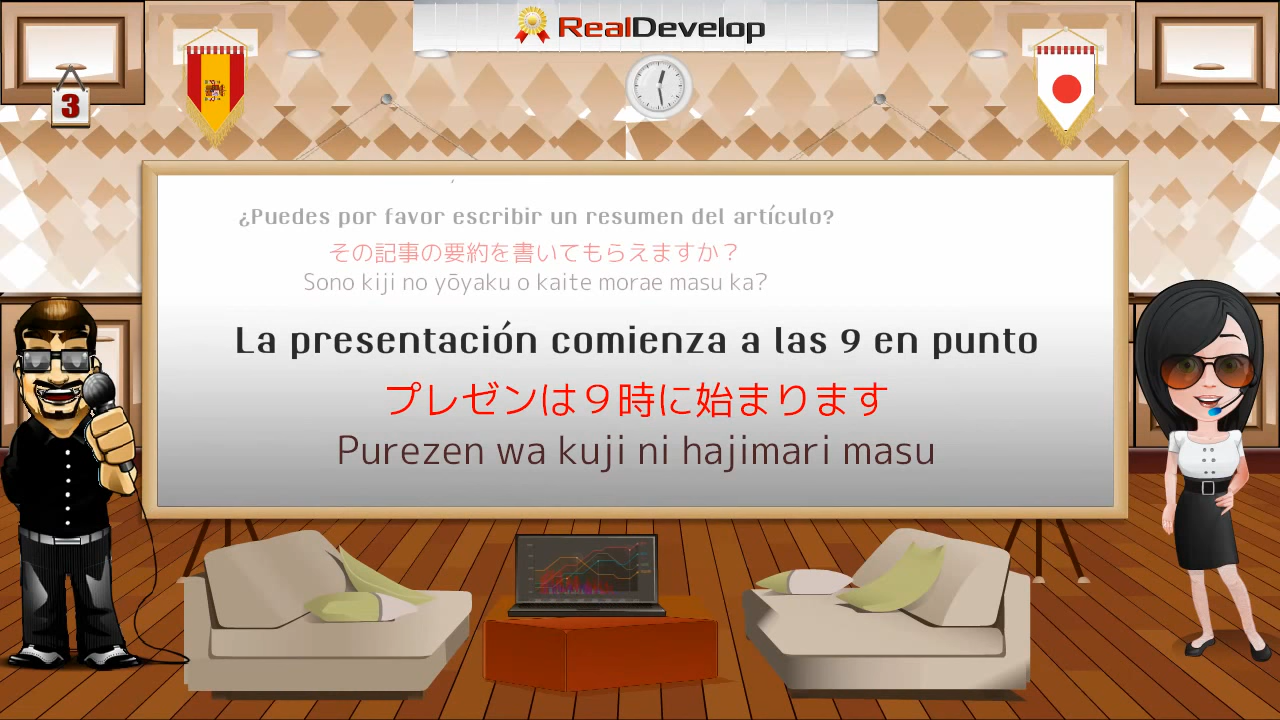 RealDevelop
3
¿Puedes por favor escribir un resumen del artículo?
その記事の要約を書いてもらえますか？
Sono kiji no yōyaku o kaite morae masu ka?
La presentación comienza a las 9 en punto
プレゼンは９時に始まります
Purezen wa kuji ni hajimari masu